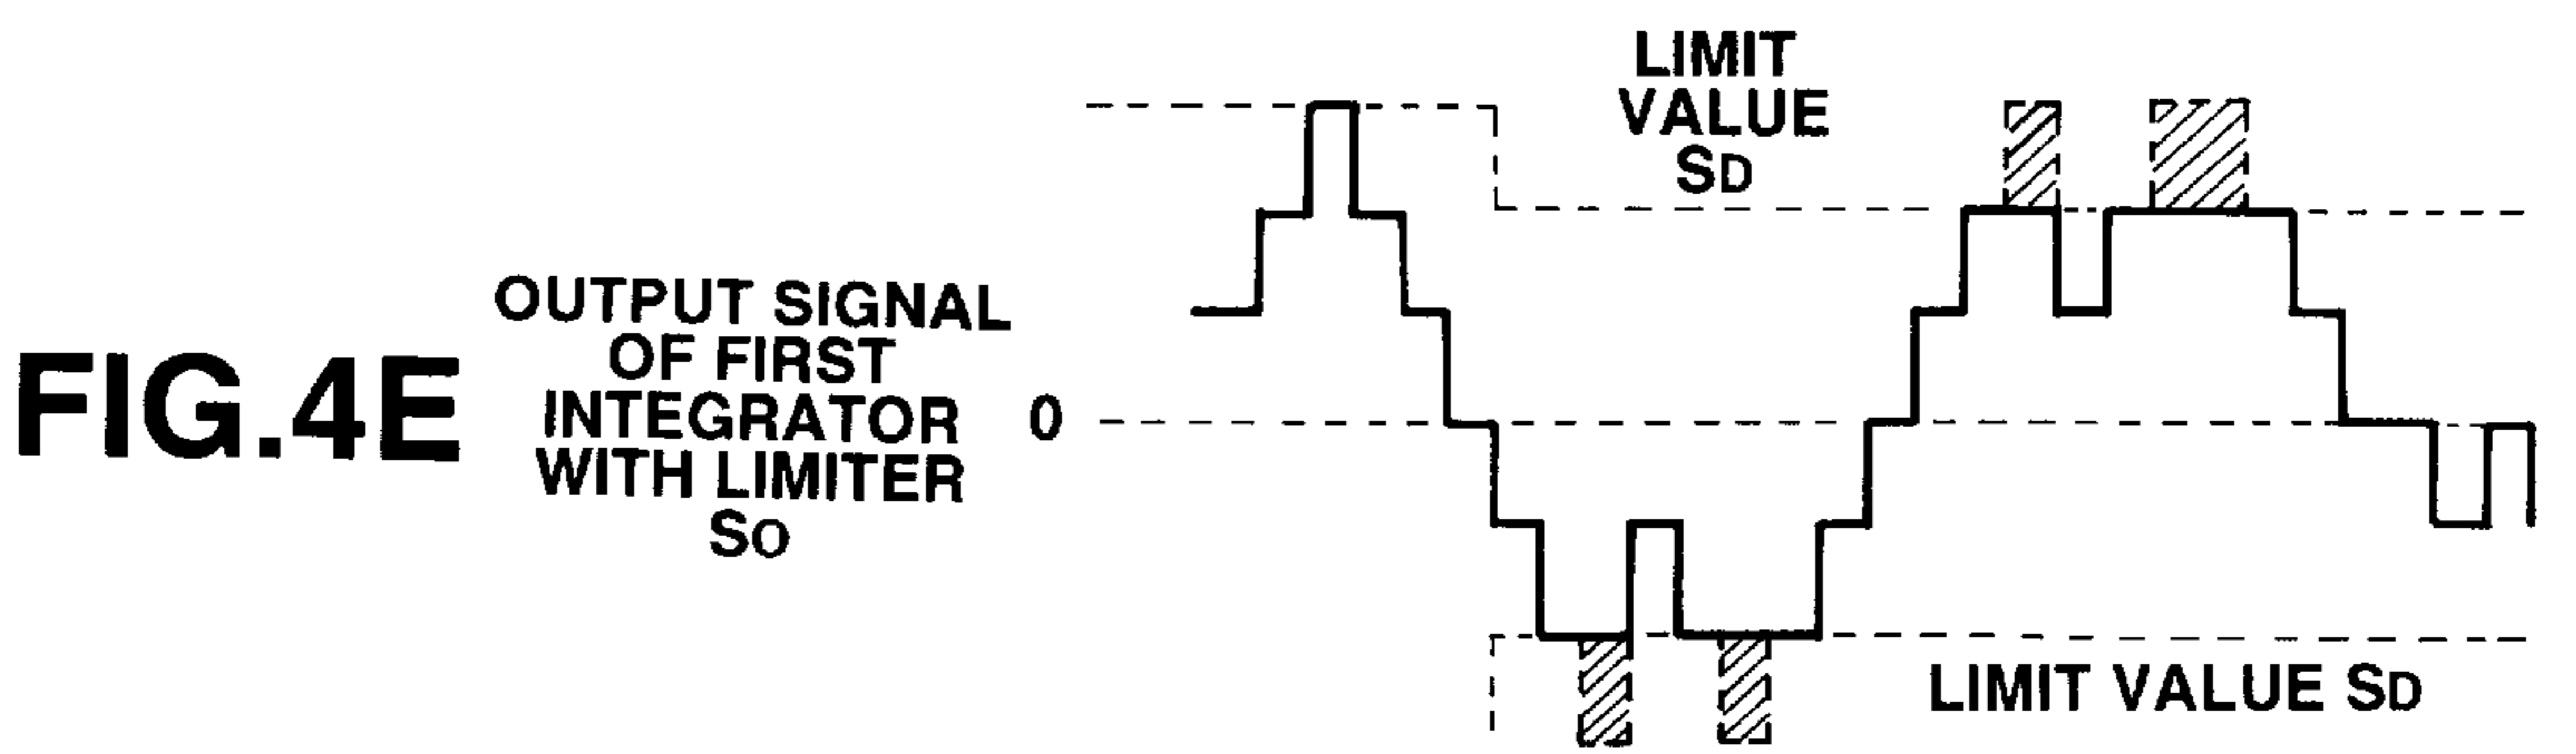 FIG.4E
OUTPUT SIGNAL
OF FIRST
INTEGRATOR
WITH LIMITER
SO
0
LIMIT
VALUE
SD
LIMIT VALUE SD